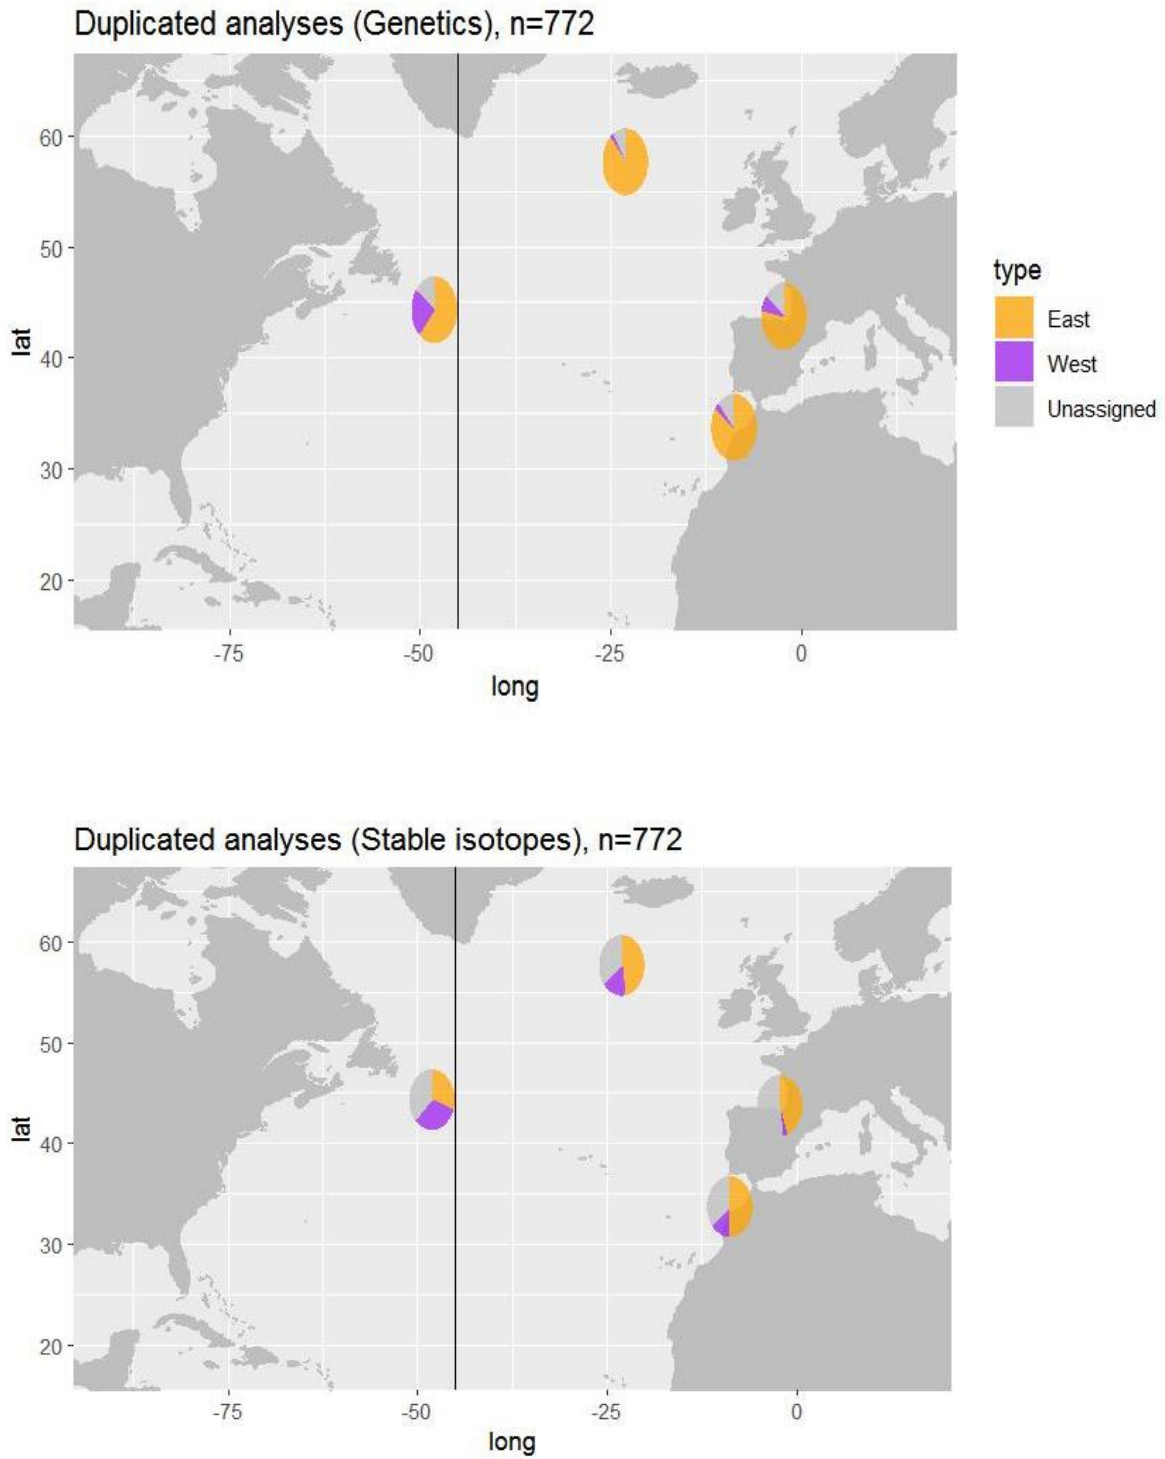 Duplicated analyses (Genetics), n=772
60
50
40
30
20
lat
-75
-50
-25
0
long
type
East
West
Unassigned
Duplicated analyses (Stable isotopes), n=772
60
50
40
30
20
lat
-75
-50
-25
0
long